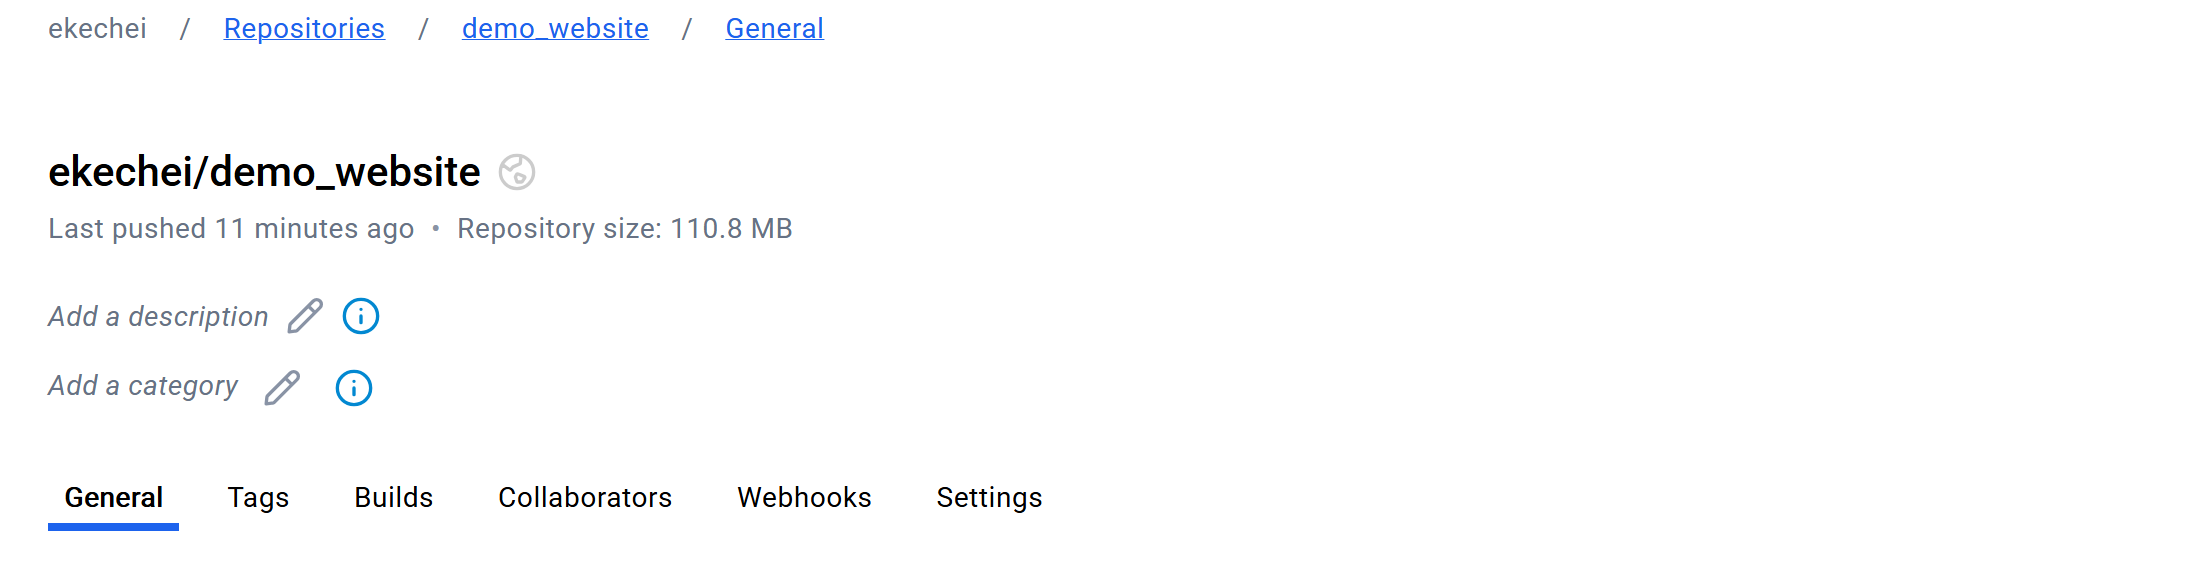 ekechei / Repositories / demo_website / General
ekechei/demo_website
Last pushed 11 minutes ago • Repository size: 110.8 MB
Add a description
Add a category
General Tags Builds Collaborators Webhooks Settings